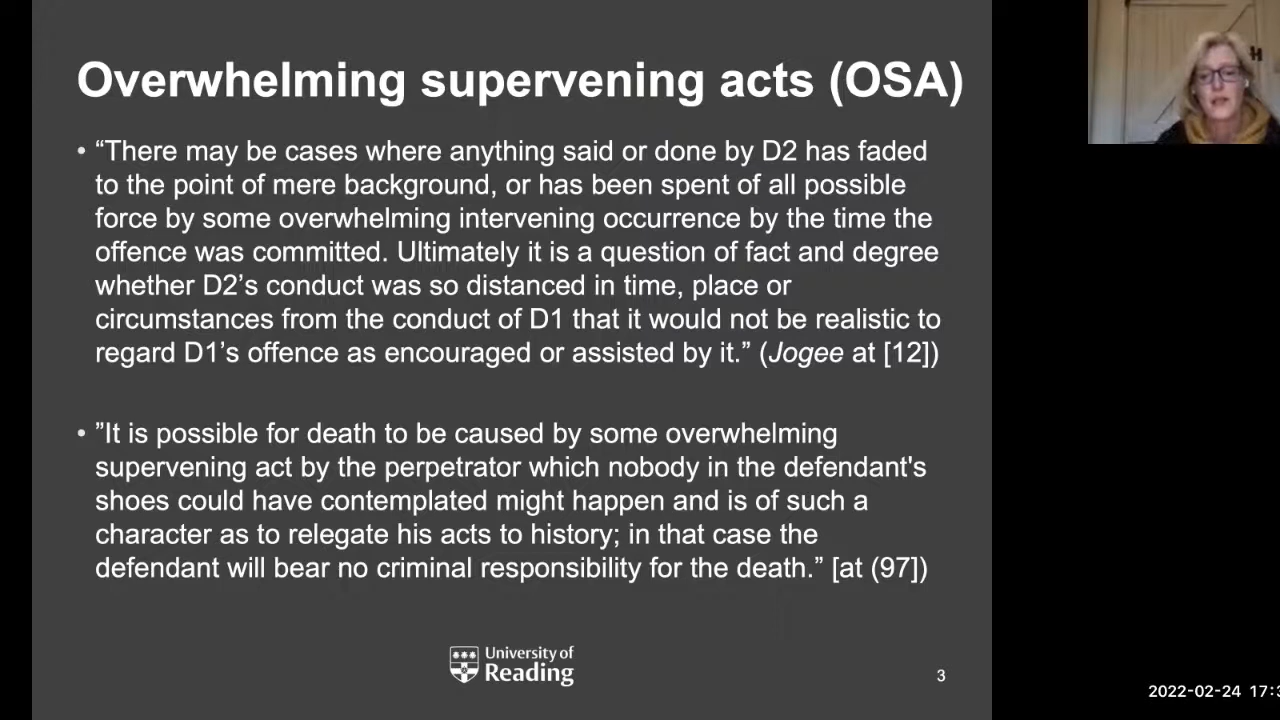 Overwhelming supervening acts (OSA)
• “There may be cases where anything said or done by D2 has faded
to the point of mere background, or has been spent of all possible
force by some overwhelming intervening occurrence by the time the
offence was committed. Ultimately it is a question of fact and degree
whether D2’s conduct was so distanced in time, place or
circumstances from the conduct of D1 that it would not be realistic to
regard D1’s offence as encouraged or assisted by it.” (Jogee at [12])
• ”It is possible for death to be caused by some overwhelming
supervening act by the perpetrator which nobody in the defendant's
shoes could have contemplated might happen and is of such a
character as to relegate his acts to history; in that case the
defendant will bear no criminal responsibility for the death.” [at (97])
University of
Reading
3
2022-02-24 17:3